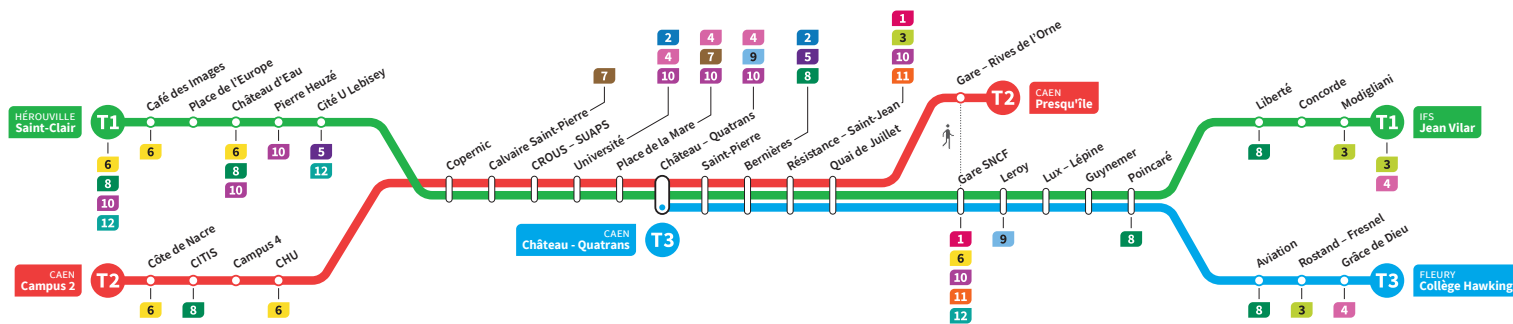 HÉROUVILLE
Saint-Clair
T1
6
8
10
12
Café des Images
6
Place de l'Europe
Château d'Eau
6
8
10
Pierre Heuzé
10
Cité U Lebisey
5
12
CAEN
Campus 2
T2
Côte de Nacre
6
CITIS
8
Campus 4
CHU
6
Copernic
Calvaire Saint-Pierre
7
CROUS – SUAPS
Université
2
4
10
Place de la Mare
4
7
10
Château – Quatrans
4
9
10
CAEN
Château - Quatrans
T3
Saint-Pierre
Bernières
2
5
8
Résistance – Saint-Jean
1
3
10
11
Quai de Juillet
Gare – Rives de l'Orne
T2
CAEN
Presqu'île
Gare SNCF
1
6
10
11
12
Leroy
9
Lux – Lépine
Guynemer
Poincaré
8
Liberté
8
Concorde
Modigliani
3
T1
3
4
IFS
Jean Vilar
Aviation
8
Rostand – Fresnel
3
Grâce de Dieu
4
T3
FLEURY
Collège Hawking